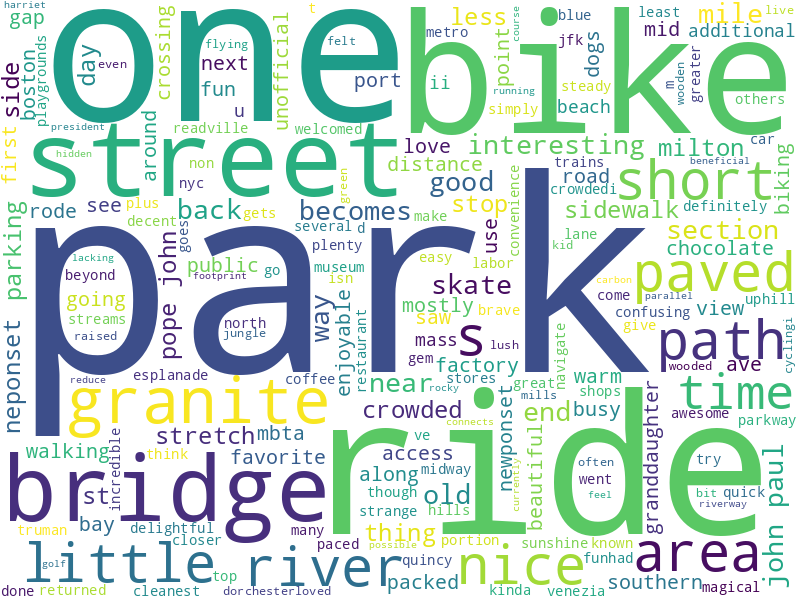 harriet
gap
side
boston
playgrounds
day
one
even
flying
felt
fun
next
u
crossing
unofficial
t
port
metro
less
ii
point
course
running
simply
bike
blue
jfk
steady
beach
dogs
least
mid
mile
live
additional
m
wooden
greater
others
car
president
first
street
around
readville
welcomed
hidden
non
nyc
love
distance
interesting
trains
crowdedi
road
milton
beneficial
definitely
biking
parking
rode
see
plus
decent
back
gets
green
becomes
several
d
make
good
stop
use
convenience
lane
kid
short
sidewalk
section
chocolate
lacking
beyond
going
streams
raised
pope john
goes
public
footprint
north
jungle
go
museum
plenty
isn
way
easy
labor
skate
mostly
saw
brave
mass
gem
s
lush
park
carbon
come
confusing
give
parallel
view
uphill
paved
path
wooded
ave
cyclingi
neponset
reduce
esplanade
coffee
enjoyable
restaurant
near
factory
rocky
stores
great
mills
shops
navigate
warm
granddaughter
awesome
time
parkway
granite
walking
stretch
mbta
think
incredible
favorite
crowded
ve
connects
access
midway
along
though
strange
hills
old
newponset
currently
end
beautiful
busy
often
went
feel
ride
try
bit
quick
riverway
john paul
bridge
st
bay
truman
delightful
closer
many
paced
possible
thing
portion
quincy
packed
sunshine
known
funhad
area
little
golf
done
returned
cleanest
top
river
dorchesterloved
nice
kinda
venezia
southern
magical